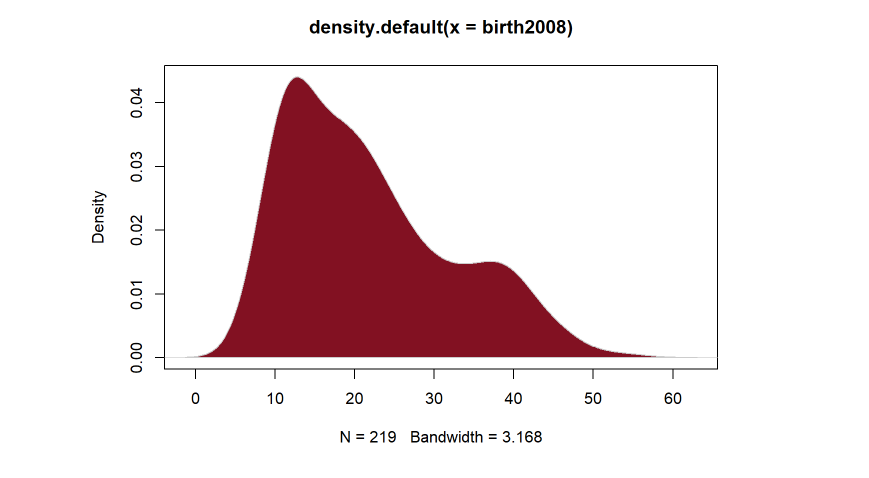 density.default(x = birth2008)
Density
0.04
0.03
0.02
0.01
0.00
0 10 20 30 40 50 60
N = 219 Bandwidth = 3.168